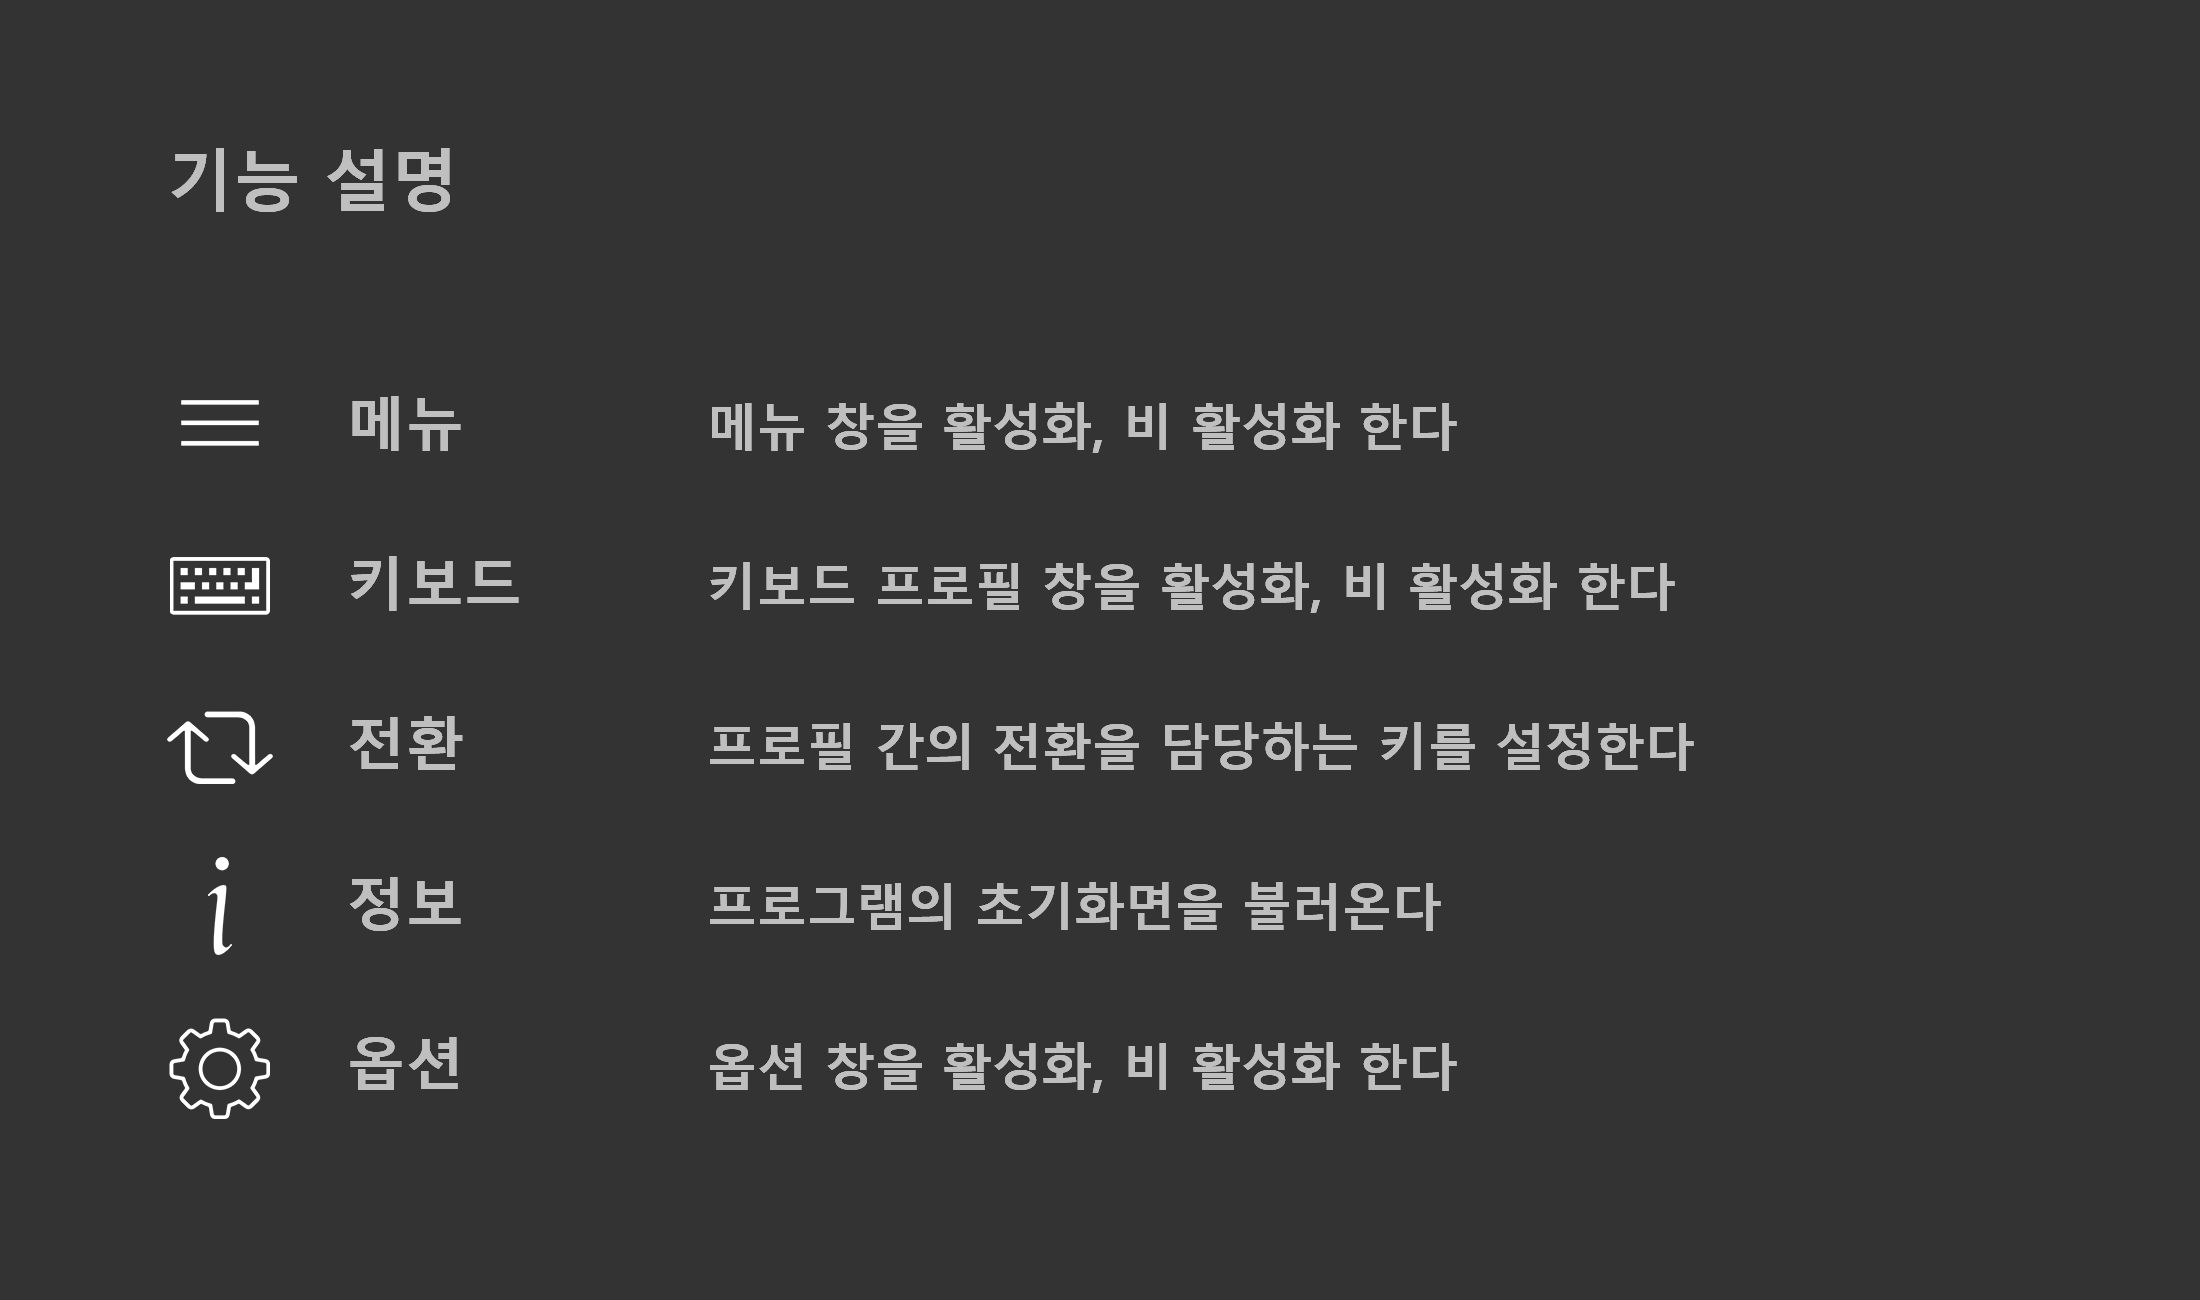 기능 설명
메뉴 메뉴 창을 활성화, 비 활성화 한다
키보드 키보드 프로필 창을 활성화, 비 활성화 한다
전환 프로필 간의 전환을 담당하는 키를 설정한다
정보 프로그램의 초기화면을 불러온다
옵션 옵션 창을 활성화, 비 활성화 한다